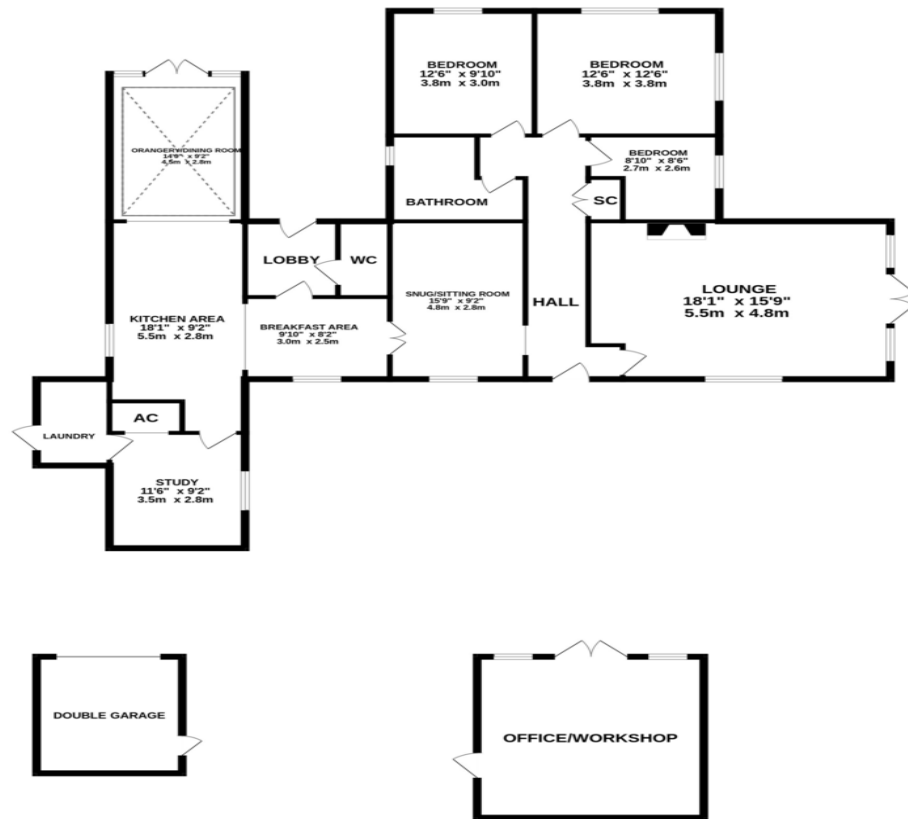 BEDROOM
12'6" x 9'10"
3.8m x 3.0m
BEDROOM
12'6" x 12'6"
3.8m x 3.8m
ORANGERY/DINING ROOM
14'9" x 9'2"
4.5m x 2.8m
BEDROOM
8'10" x 8'6"
2.7m x 2.6m
BATHROOM
SC
LOBBY
WC
SNUG/SITTING ROOM
15'9" x 9'2"
4.8m x 2.8m
HALL
LOUNGE
18'1" x 15'9"
5.5m x 4.8m
KITCHEN AREA
18'1" x 9'2"
5.5m x 2.8m
BREAKFAST AREA
9'10" x 8'2"
3.0m x 2.5m
AC
LAUNDRY
STUDY
11'6" x 9'2"
3.5m x 2.8m
DOUBLE GARAGE
OFFICE/WORKSHOP